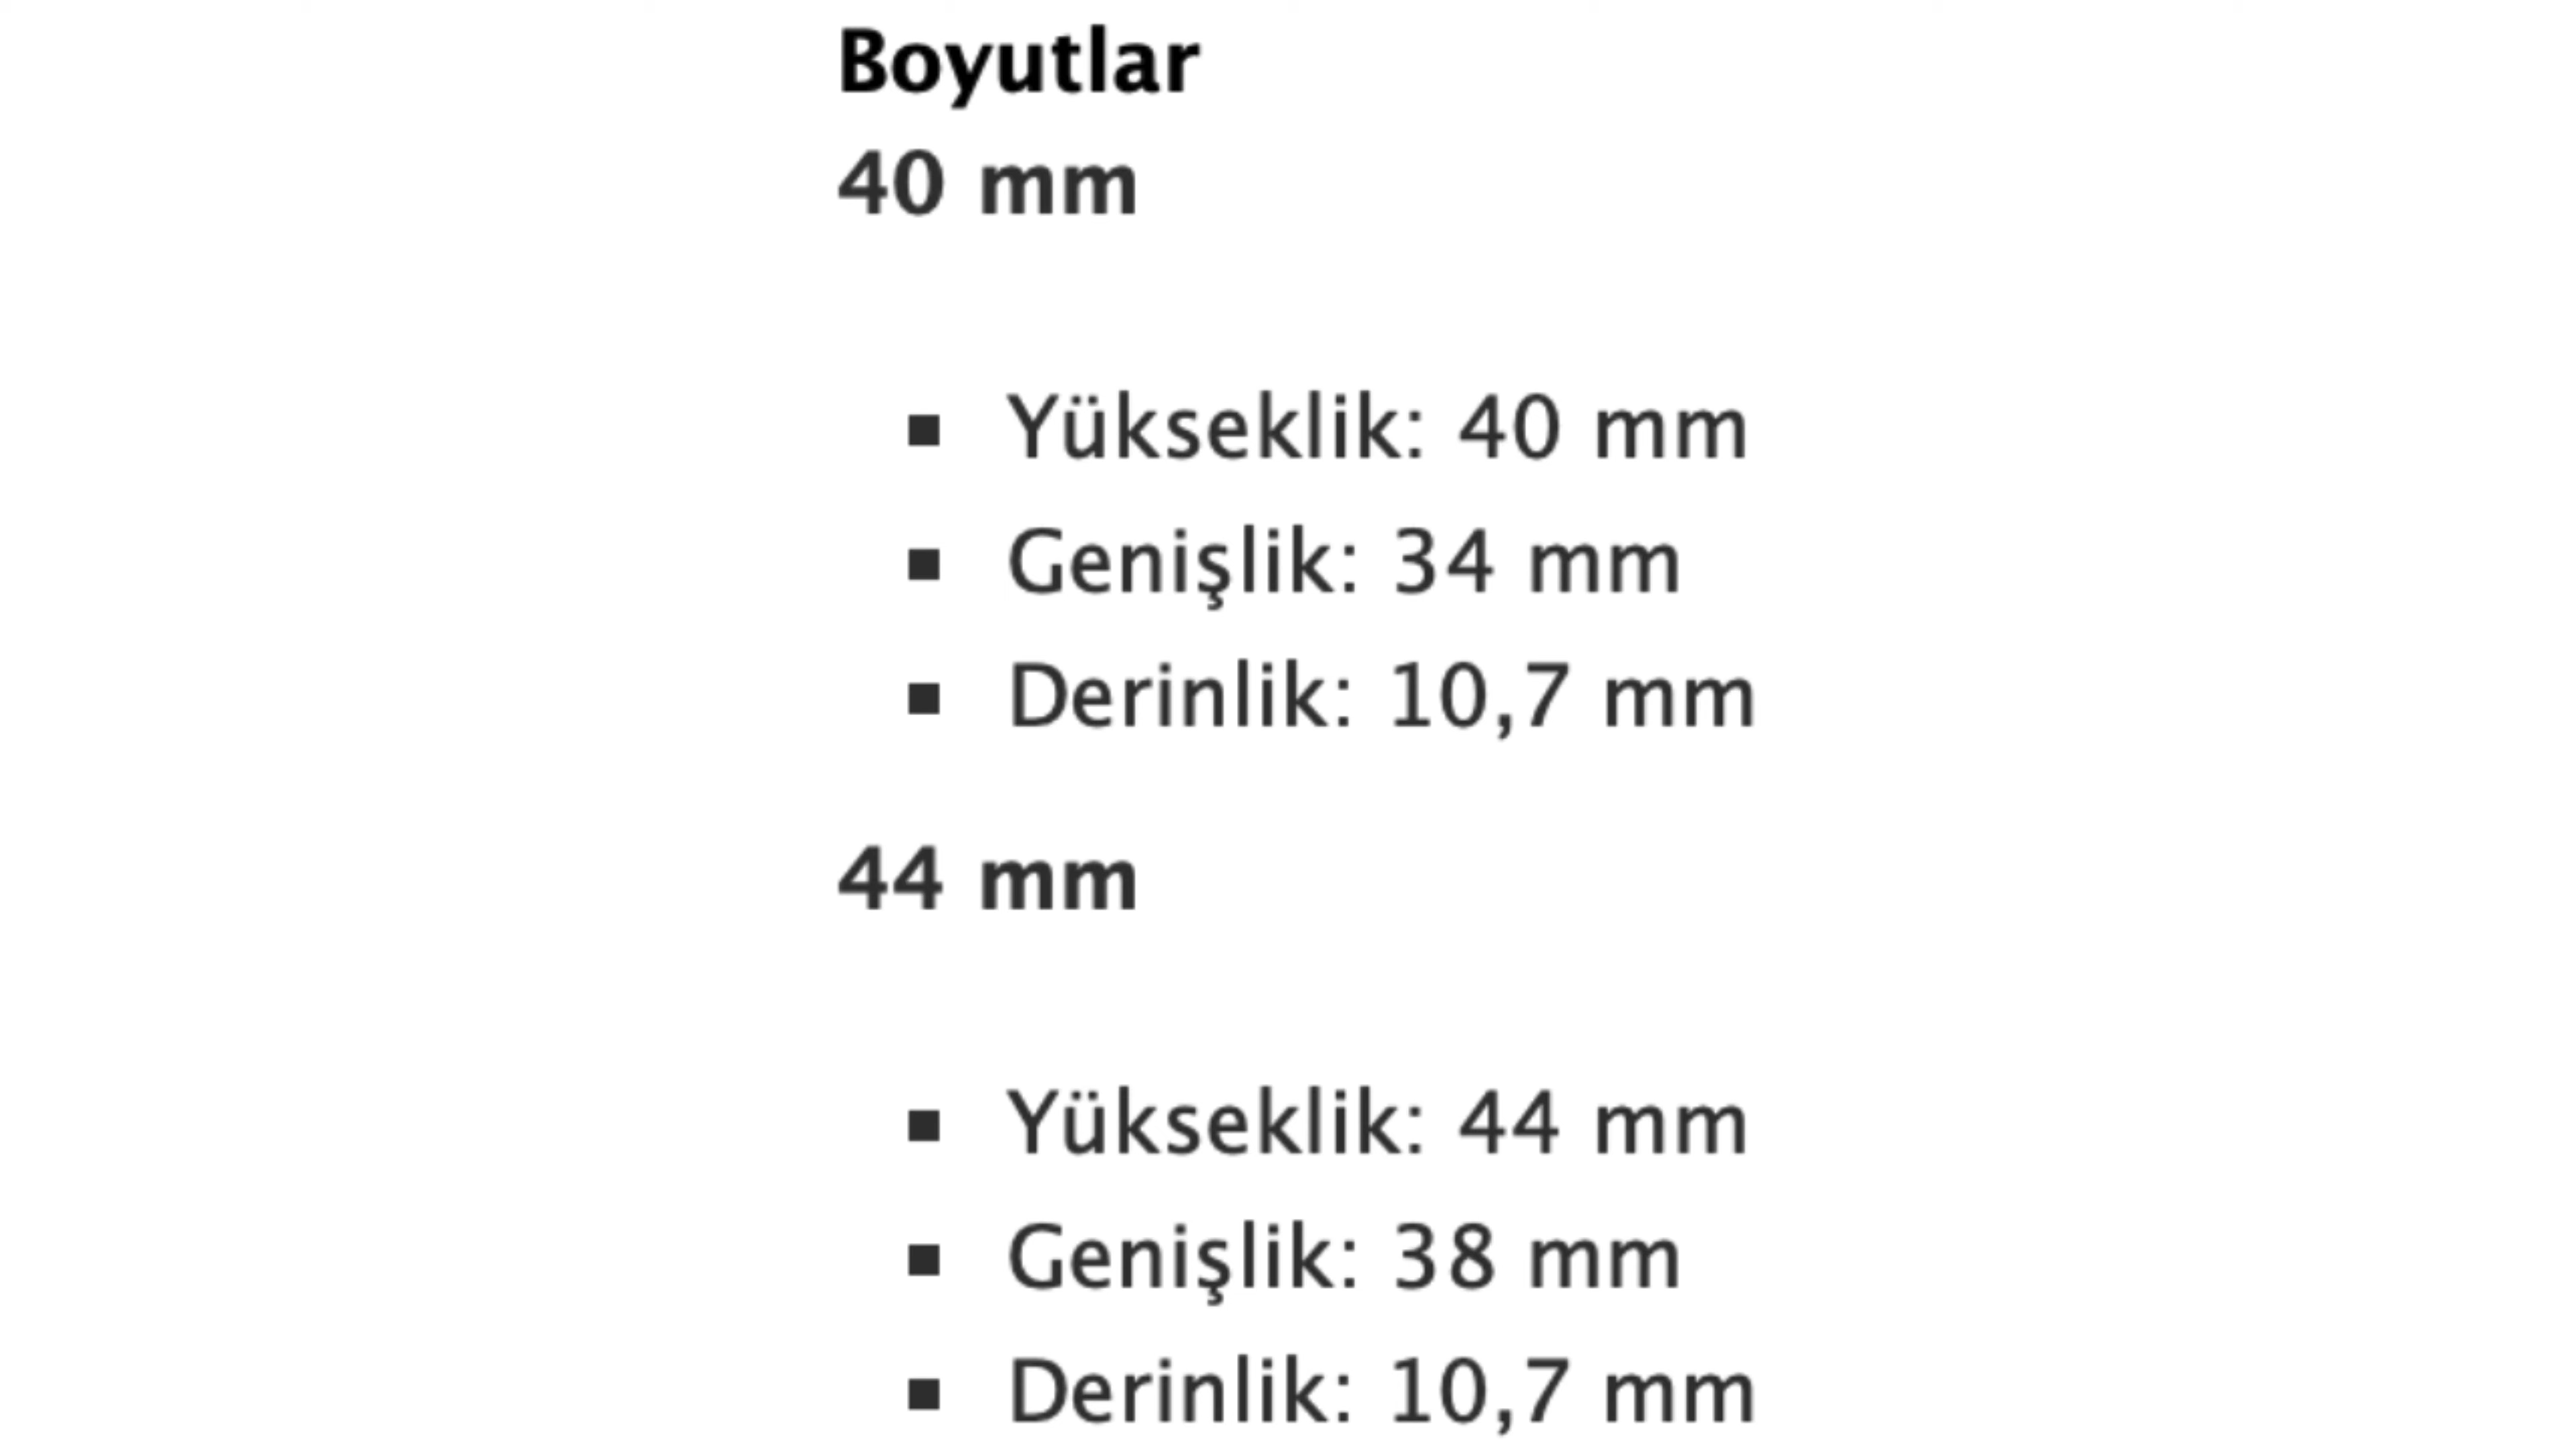 Boyutlar
40 mm
▪ Yükseklik: 40 mm
▪ Genişlik: 34 mm
▪ Derinlik: 10,7 mm
44 mm
▪ Yükseklik: 44 mm
▪ Genişlik: 38 mm
▪ Derinlik: 10,7 mm